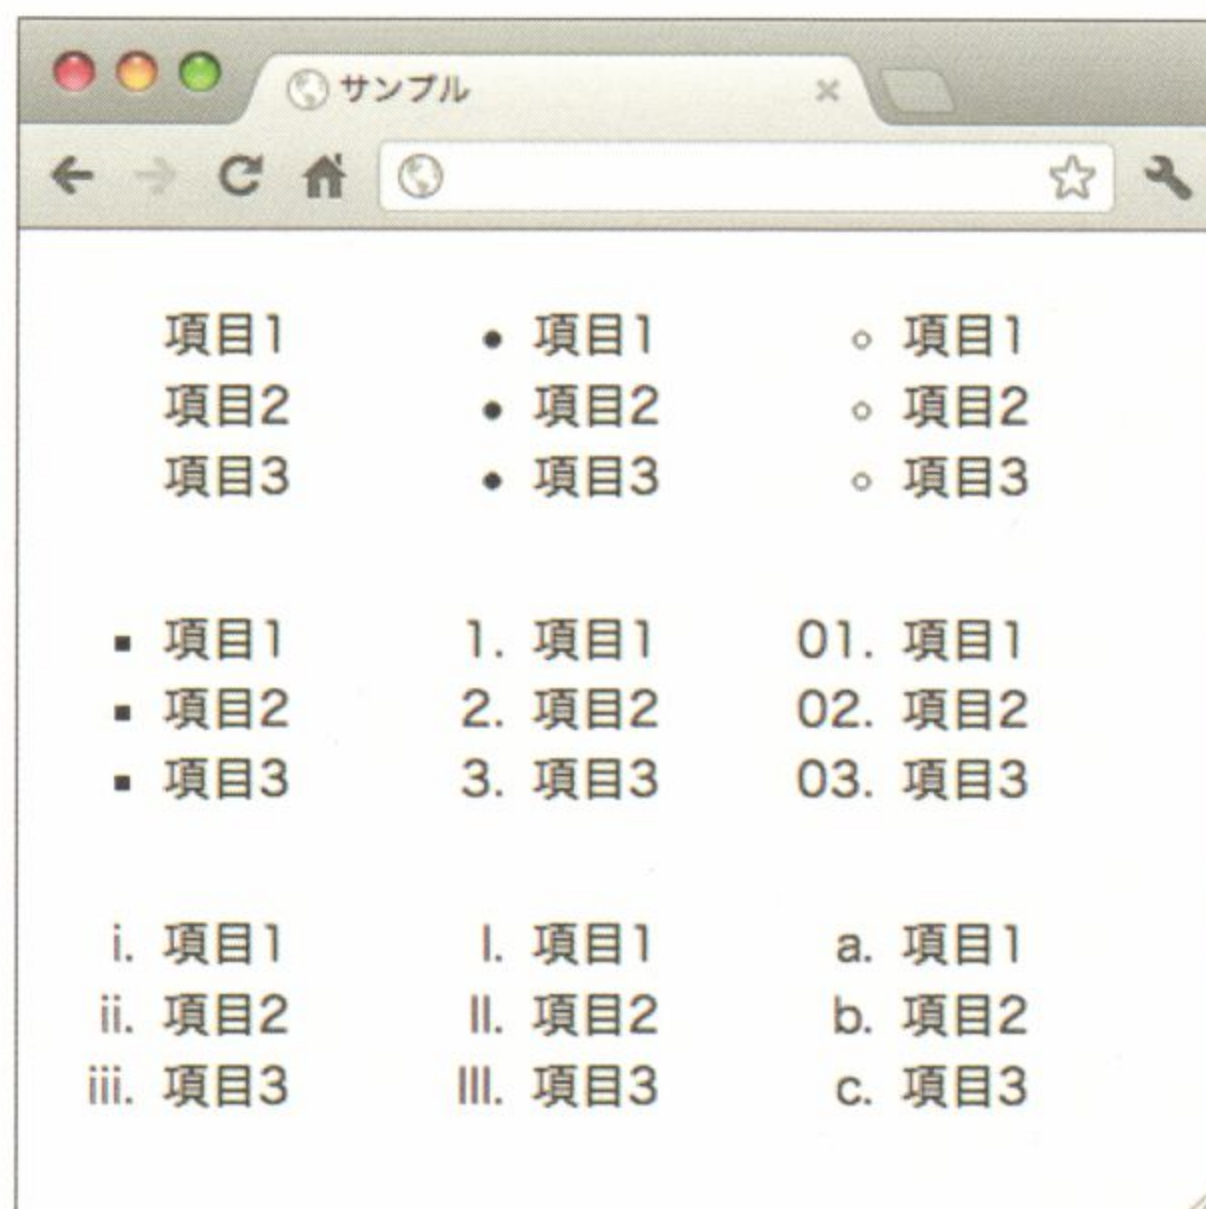 サンプル
項目1
項目2
項目3
• 項目1
• 項目2
• 項目3
◦ 項目1
◦ 項目2
◦ 項目3
▪ 項目1
▪ 項目2
▪ 項目3
1. 項目1
2. 項目2
3. 項目3
01. 項目1
02. 項目2
03. 項目3
i. 項目1
ii. 項目2
iii. 項目3
I. 項目1
II. 項目2
III. 項目3
a. 項目1
b. 項目2
c. 項目3